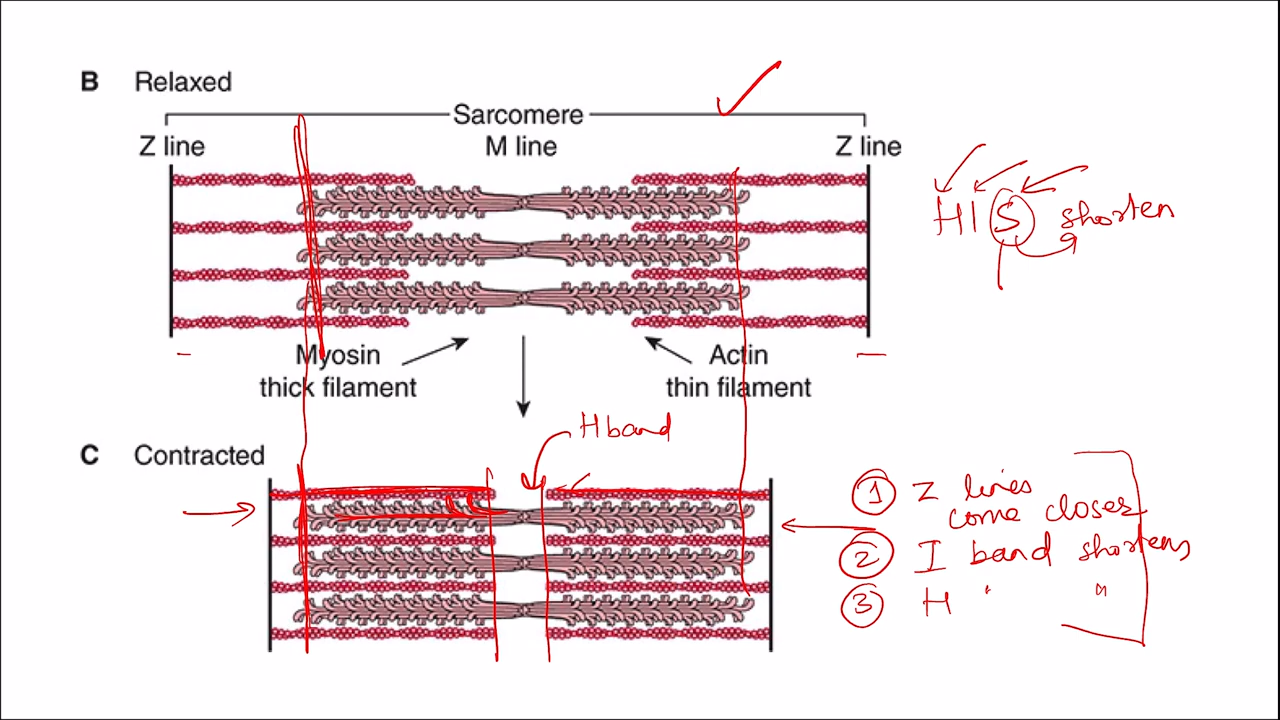 B Relaxed
Sarcomere
Z line M line Z line
HIS shorten
Myosin
thick filament
Actin
thin filament
H band
C Contracted
① Z lines
come closer
② I band shortens
③ H " "